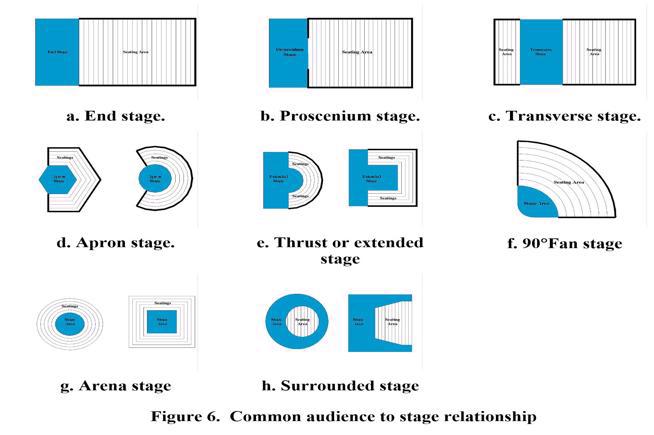 End Stage
Seating Area
Proscenium Stage
Seating Area
Seating Area
Transverse Stage
Seating Area
a. End stage.
b. Proscenium stage.
c. Transverse stage.
Seatings
Apron Stage
Seatings
Apron Stage
Seatings
Extended Stage
Seatings
Extended Stage
Seatings
Seating Area
Stage Area
d. Apron stage.
e. Thrust or extended
stage
f. 90°Fan stage
Seatings
Stage Area
Seatings
Stage Area
Stage Area
Seating Area
Stage Area
Seating Area
g. Arena stage
h. Surrounded stage
Figure 6. Common audience to stage relationship